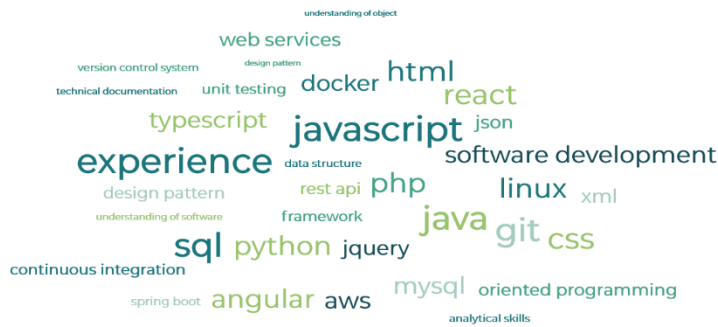 understanding of object
web services
design pattern
version control system
html
docker
unit testing
technical documentation
react
typescript
javascript
json
software development
experience
data structure
php
rest api
linux
design pattern
xml
understanding of software
framework
java
git
css
sql
python
jquery
continuous integration
mysql
oriented programming
spring boot
angular
aws
analytical skills